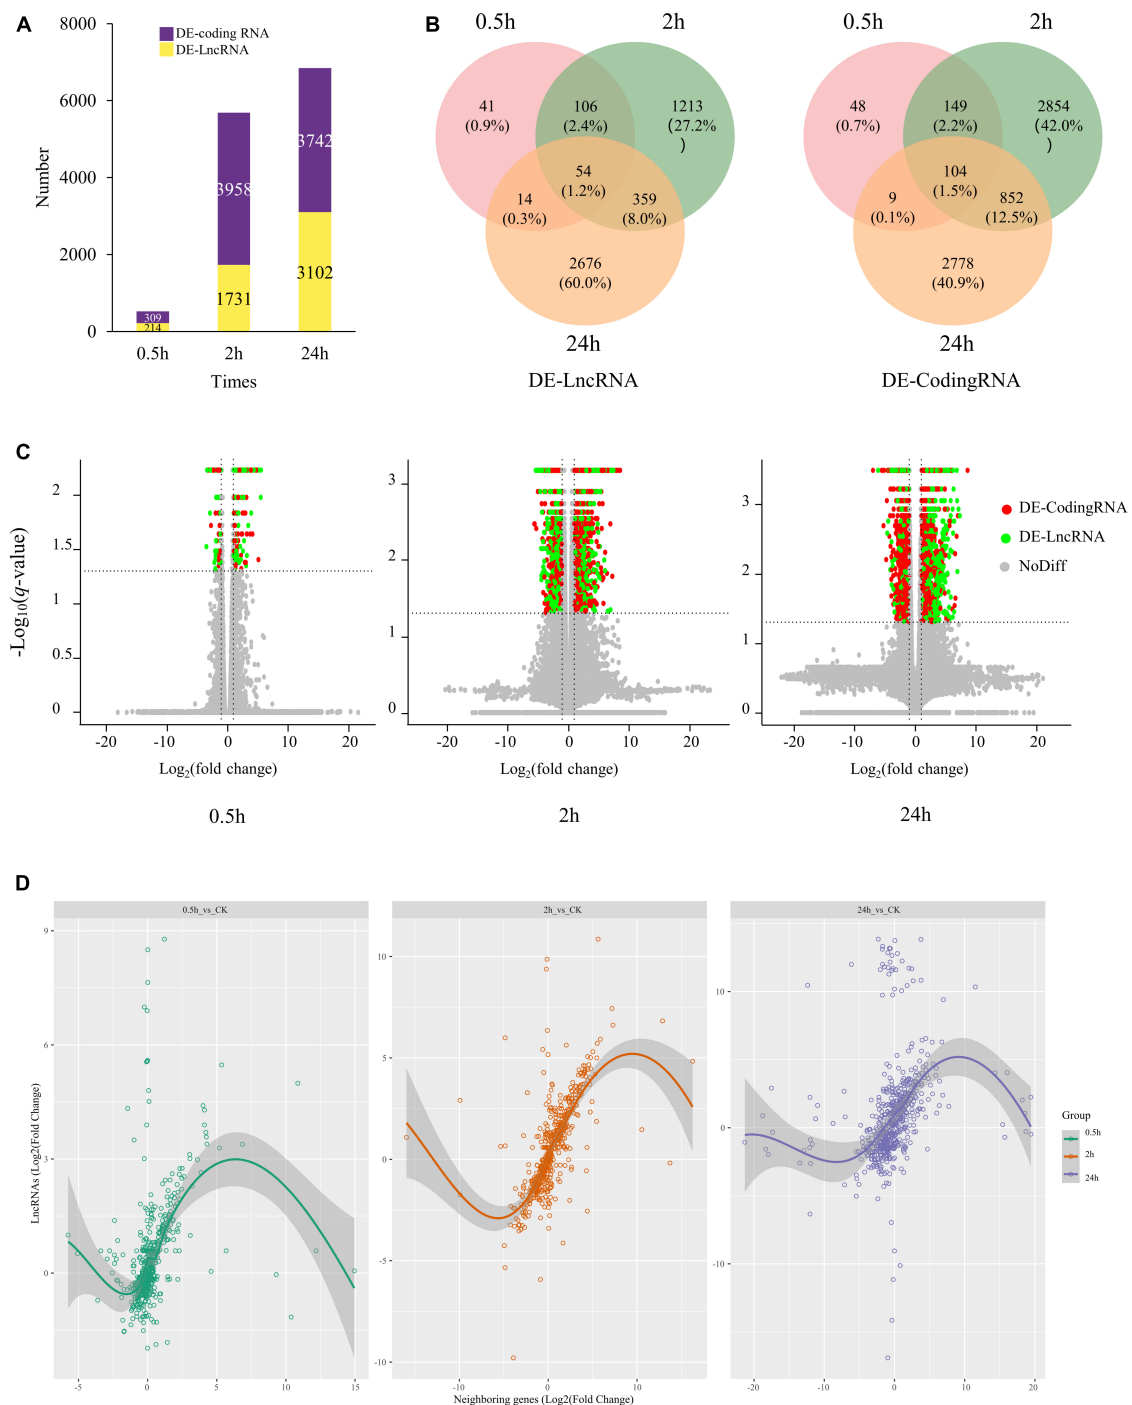 A
8000
6000
4000
2000
0
Number
DE-coding RNA
DE-LncRNA
309
214
3958
1731
3742
3102
0.5h
2h
24h
Times
B
0.5h
2h
41
(0.9%)
106
(2.4%)
1213
(27.2%
)
54
(1.2%)
14
(0.3%)
359
(8.0%)
2676
(60.0%)
24h
DE-LncRNA
0.5h
2h
48
(0.7%)
149
(2.2%)
2854
(42.0%
)
104
(1.5%)
9
(0.1%)
852
(12.5%)
2778
(40.9%)
24h
DE-CodingRNA
C
-Log10(q-value)
2
1.5
1
0.5
0
-20
-10
0
10
20
Log2(fold change)
0.5h
3
2
1
0
-20
-10
0
10
20
Log2(fold change)
2h
3
2
1
0
-20
-10
0
10
20
Log2(fold change)
24h
DE-CodingRNA
DE-LncRNA
NoDiff
D
LncRNAs (Log2(Fold Change)
0.5h_vs_CK
9
6
3
0
-5
0
5
10
15
2h_vs_CK
10
5
0
-5
-10
-10
0
10
Neighboring genes (Log2(Fold Change)
24h_vs_CK
10
0
-10
-20
-10
0
10
20
Group
0.5h
2h
24h